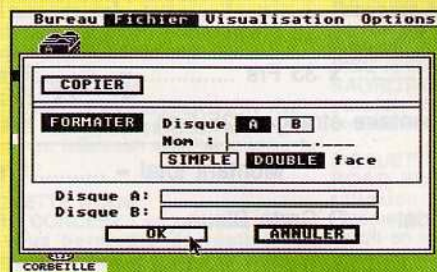 Bureau Fichier Visualisation Options
A
COPIER
FORMATER Disque A B
Nom : ________.___
SIMPLE DOUBLE face
Disque A:
Disque B:
OK ANNULER
CORBEILLE